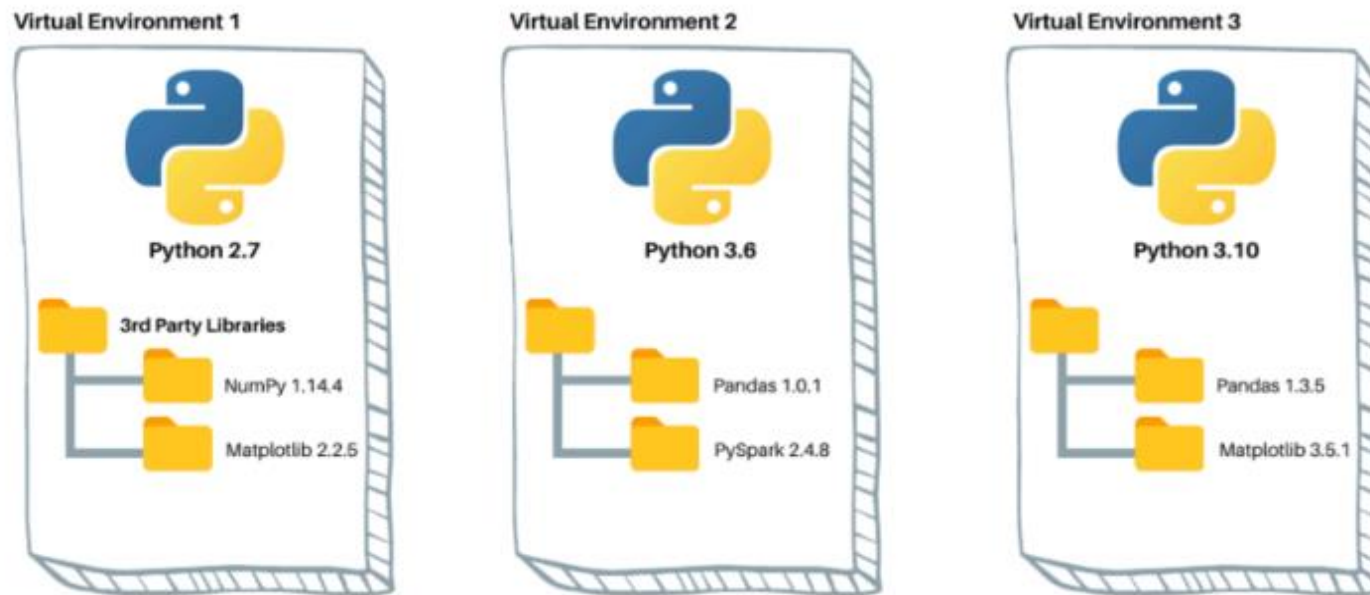 Virtual Environment 1
Python 2.7
3rd Party Libraries
NumPy 1.14.4
Matplotlib 2.2.5
Virtual Environment 2
Python 3.6
Pandas 1.0.1
PySpark 2.4.8
Virtual Environment 3
Python 3.10
Pandas 1.3.5
Matplotlib 3.5.1